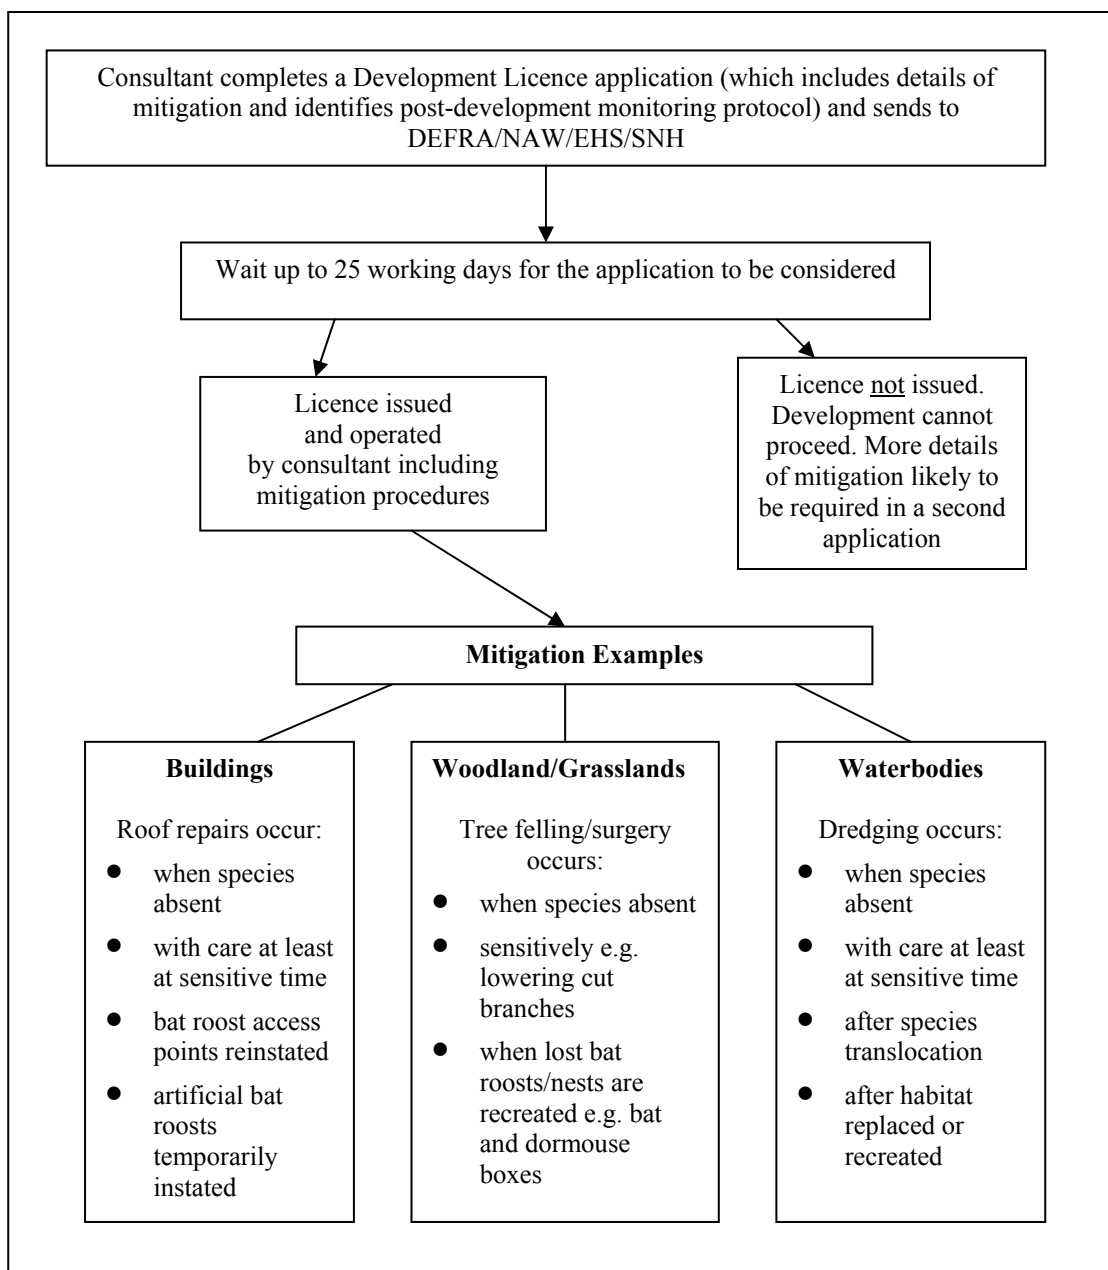 Consultant completes a Development Licence application (which includes details of
mitigation and identifies post-development monitoring protocol) and sends to
DEFRA/NAW/EHS/SNH
Wait up to 25 working days for the application to be considered
Licence issued
and operated
by consultant including
mitigation procedures
Licence not issued.
Development cannot
proceed. More details
of mitigation likely to
be required in a second
application
Mitigation Examples
Buildings
Roof repairs occur:
● when species
absent
● with care at least
at sensitive time
● bat roost access
points reinstated
● artificial bat
roosts
temporarily
instated
Woodland/Grasslands
Tree felling/surgery
occurs:
● when species absent
● sensitively e.g.
lowering cut
branches
● when lost bat
roosts/nests are
recreated e.g. bat
and dormouse
boxes
Waterbodies
Dredging occurs:
● when species
absent
● with care at least
at sensitive time
● after species
translocation
● after habitat
replaced or
recreated